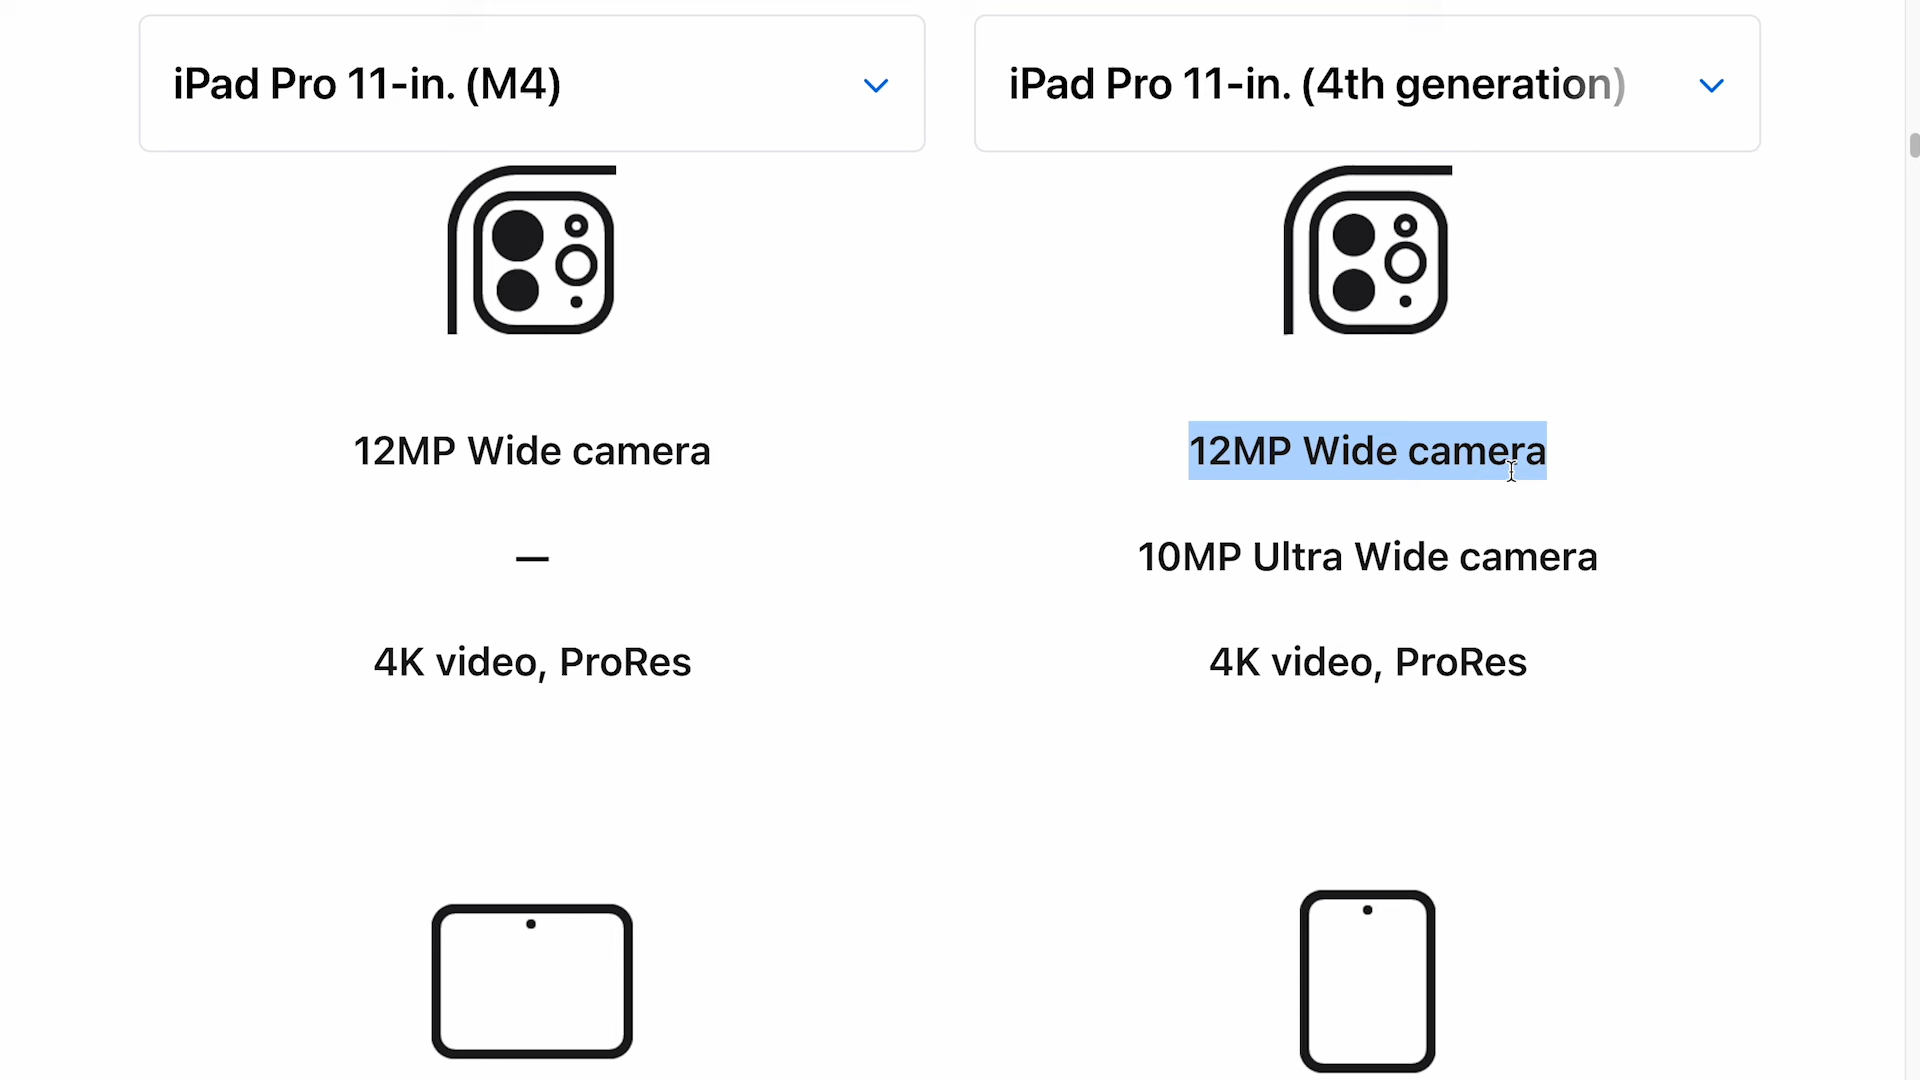 iPad Pro 11-in. (M4)
iPad Pro 11-in. (4th generation)
12MP Wide camera
12MP Wide camera
—
10MP Ultra Wide camera
4K video, ProRes
4K video, ProRes